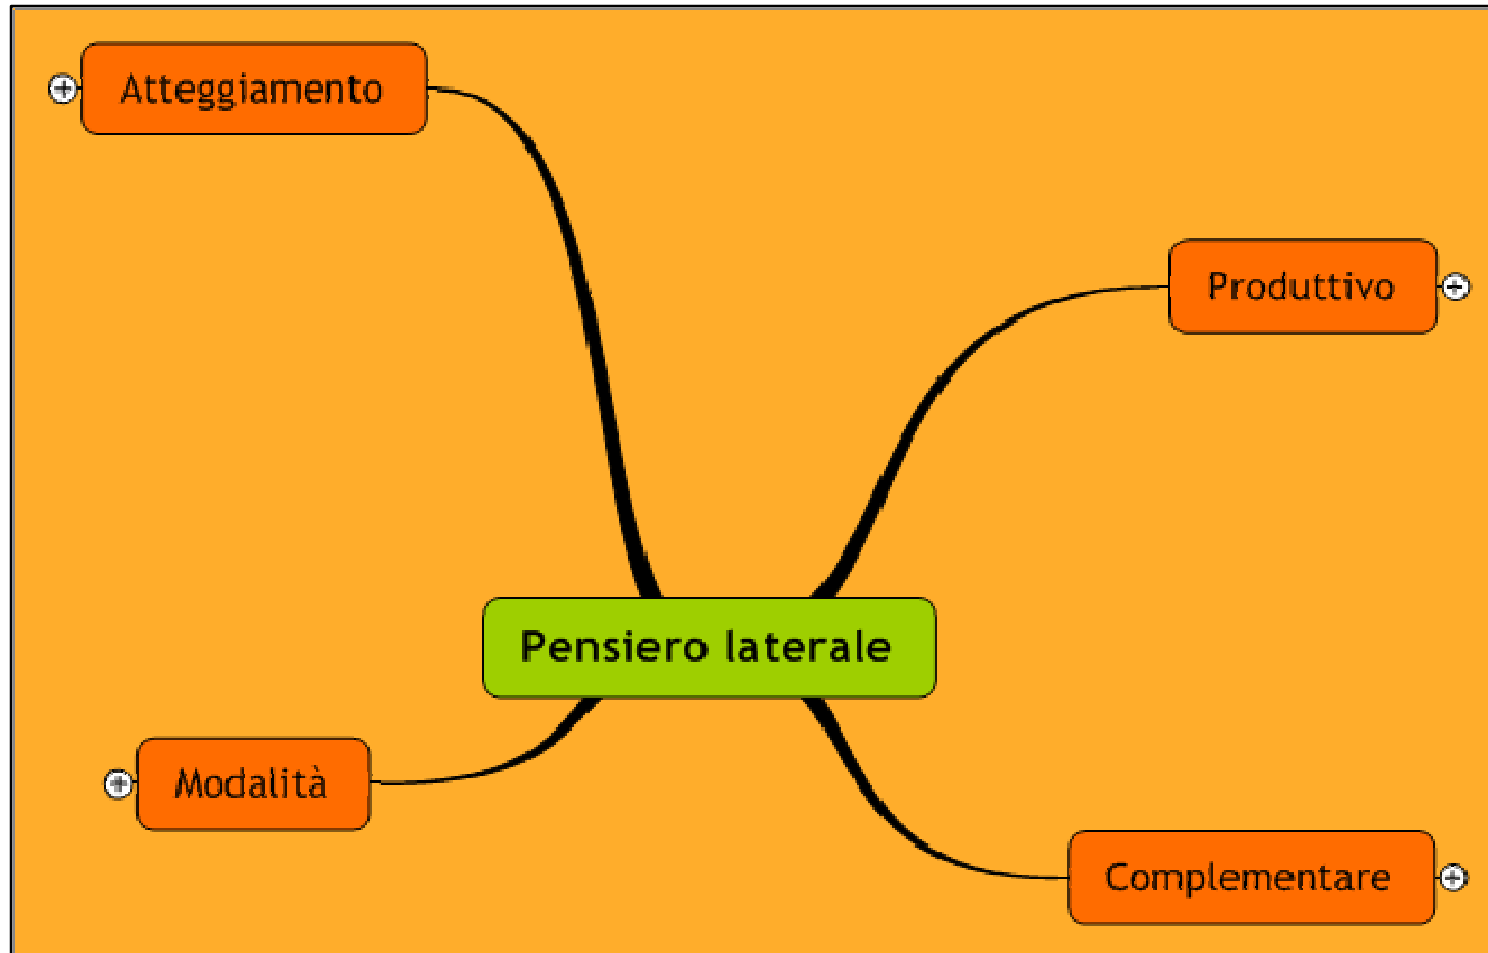 Atteggiamento
Produttivo
Pensiero laterale
Modalità
Complementare